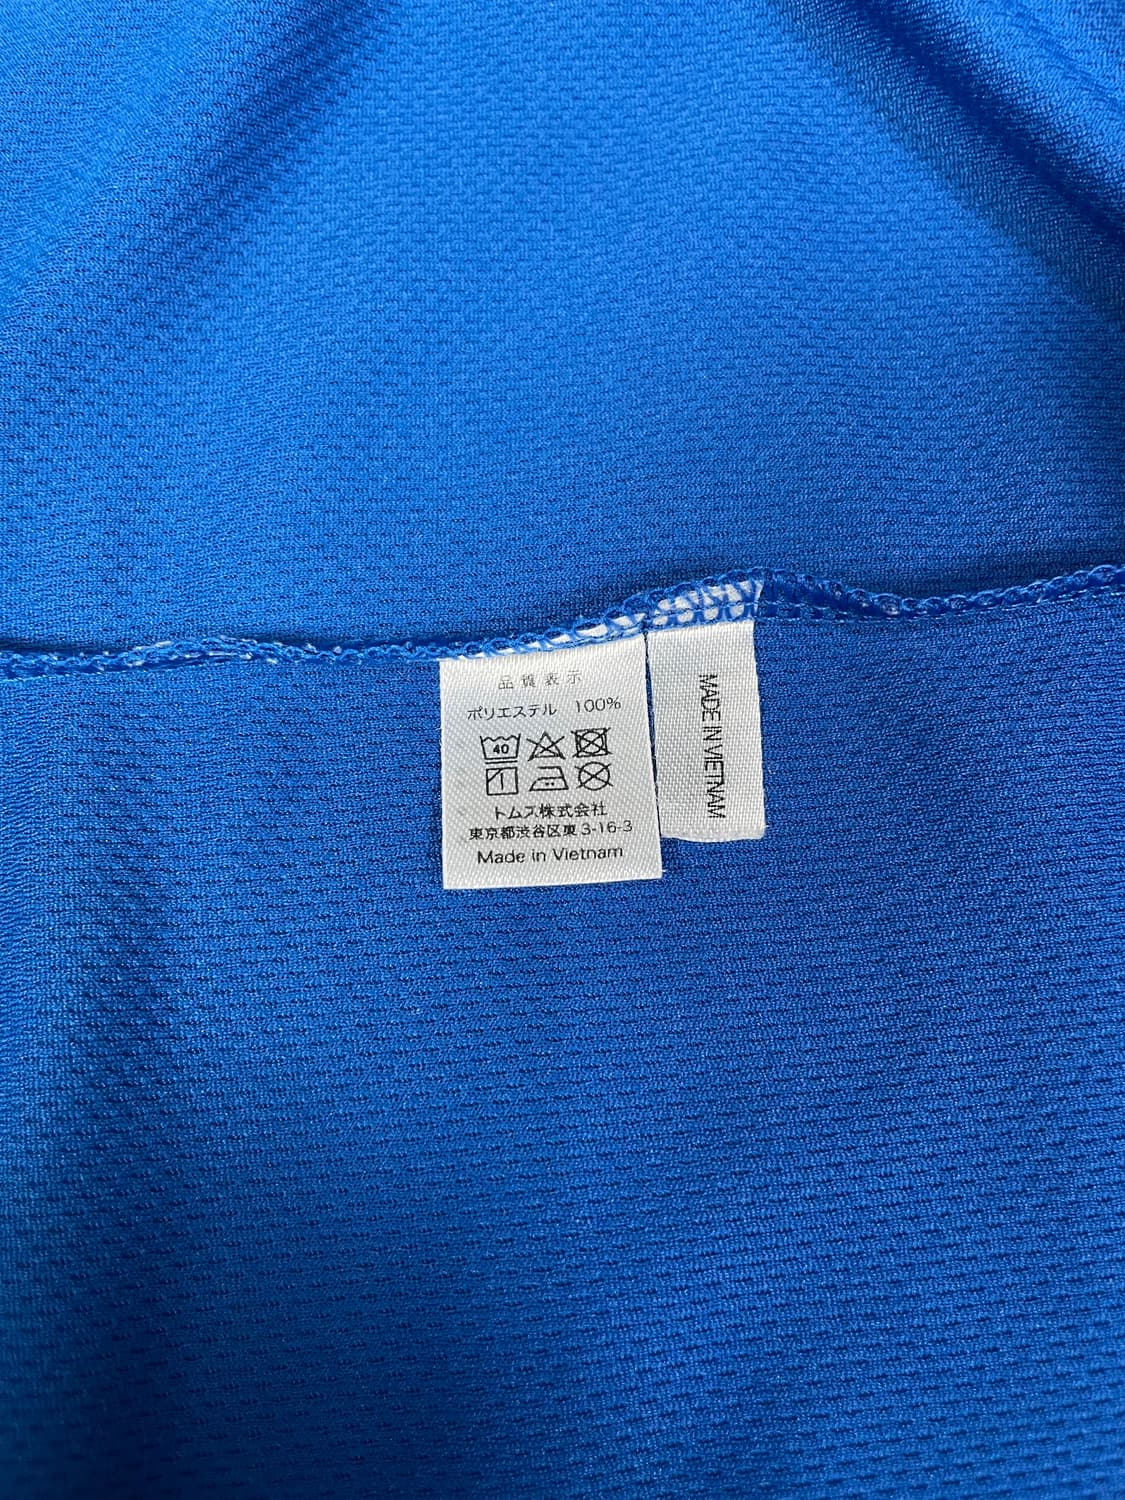 品質表示
ポリエステル 100%
40
トムス株式会社
東京都渋谷区東3-16-3
Made in Vietnam
MADE IN VIETNAM